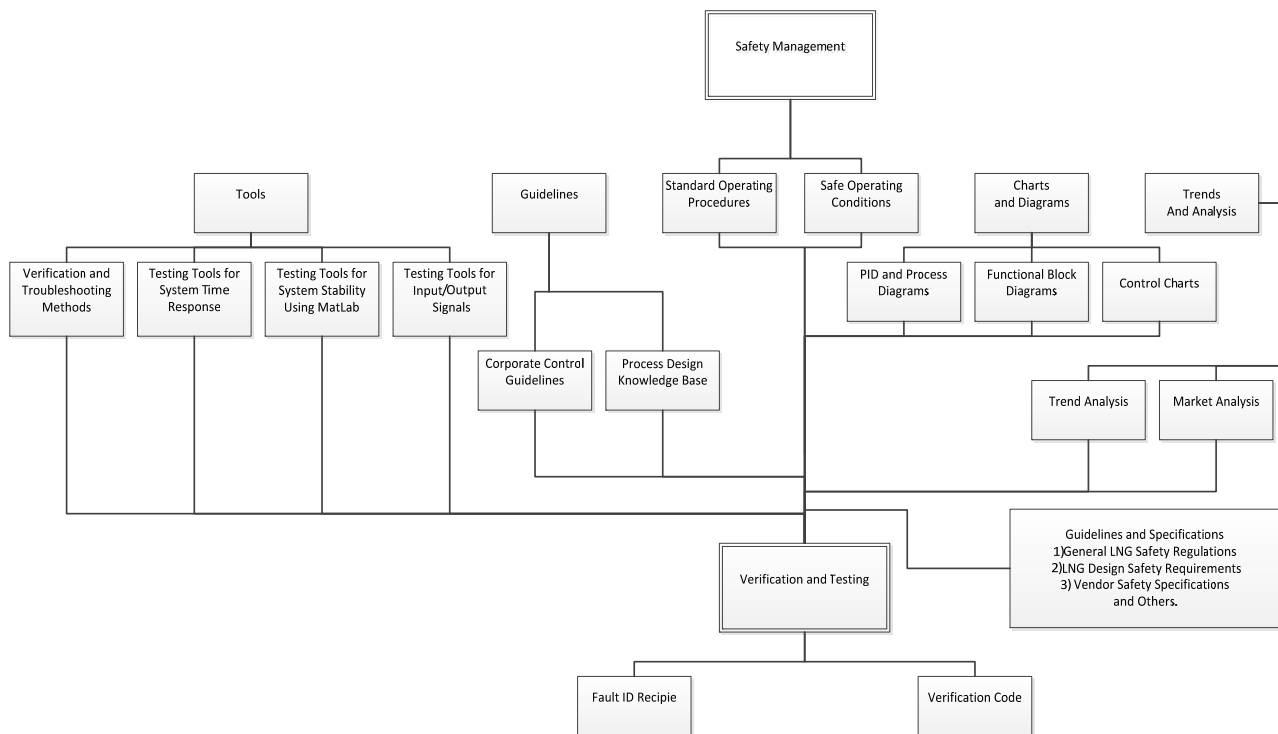 Safety Management
Tools
Guidelines
Standard Operating
Procedures
Safe Operating
Conditions
Charts
and Diagrams
Trends
And Analysis
Verification and
Troubleshooting
Methods
Testing Tools for
System Time
Response
Testing Tools for
System Stability
Using MatLab
Testing Tools for
Input/Output
Signals
PID and Process
Diagrams
Functional Block
Diagrams
Control Charts
Corporate Control
Guidelines
Process Design
Knowledge Base
Trend Analysis
Market Analysis
Guidelines and Specifications
1)General LNG Safety Regulations
2)LNG Design Safety Requirements
3) Vendor Safety Specifications
and Others.
Verification and Testing
Fault ID Recipie
Verification Code